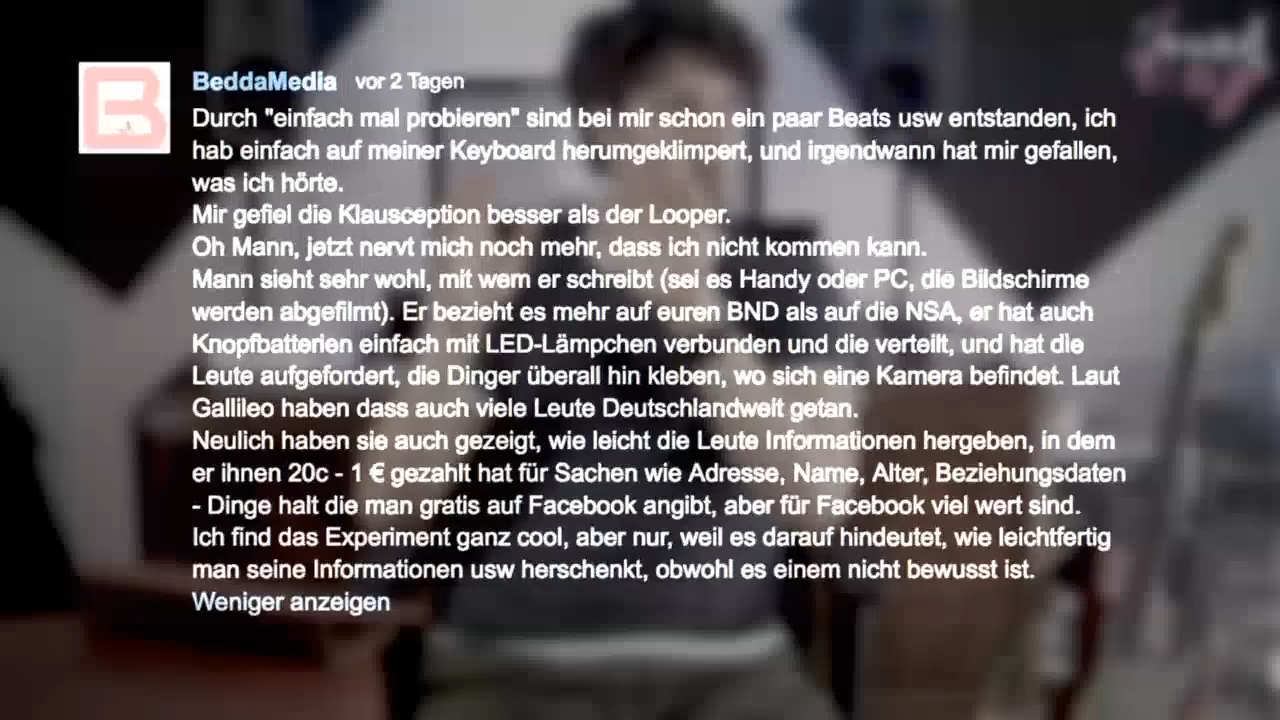 BeddaMedia vor 2 Tagen
Durch "einfach mal probieren" sind bei mir schon ein paar Beats usw entstanden, ich
hab einfach auf meiner Keyboard herumgeklimpert, und irgendwann hat mir gefallen,
was ich hörte.
Mir gefiel die Klausception besser als der Looper.
Oh Mann, jetzt nervt mich noch mehr, dass ich nicht kommen kann.
Mann sieht sehr wohl, mit wem er schreibt (sei es Handy oder PC, die Bildschirme
werden abgefilmt). Er bezieht es mehr auf euren BND als auf die NSA, er hat auch
Knopfbatterien einfach mit LED-Lämpchen verbunden und die verteilt, und hat die
Leute aufgefordert, die Dinger überall hin kleben, wo sich eine Kamera befindet. Laut
Gallileo haben dass auch viele Leute Deutschlandweit getan.
Neulich haben sie auch gezeigt, wie leicht die Leute Informationen hergeben, in dem
er ihnen 20c - 1 € gezahlt hat für Sachen wie Adresse, Name, Alter, Beziehungsdaten
- Dinge halt die man gratis auf Facebook angibt, aber für Facebook viel wert sind.
Ich find das Experiment ganz cool, aber nur, weil es darauf hindeutet, wie leichtfertig
man seine Informationen usw herschenkt, obwohl es einem nicht bewusst ist.
Weniger anzeigen